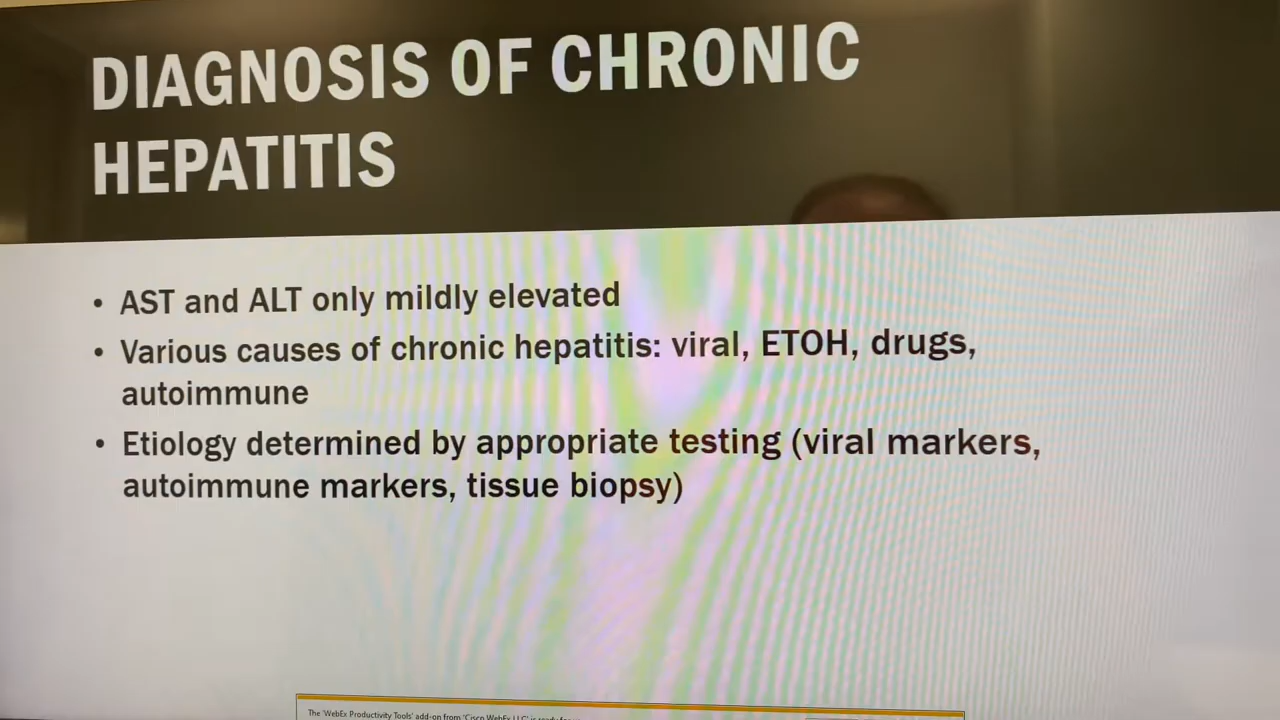 DIAGNOSIS OF CHRONIC
HEPATITIS
• AST and ALT only mildly elevated
• Various causes of chronic hepatitis: viral, ETOH, drugs,
autoimmune
• Etiology determined by appropriate testing (viral markers,
autoimmune markers, tissue biopsy)
The 'WebEx Productivity Tools' add-on from 'Cisco WebEx LLC' is ready for